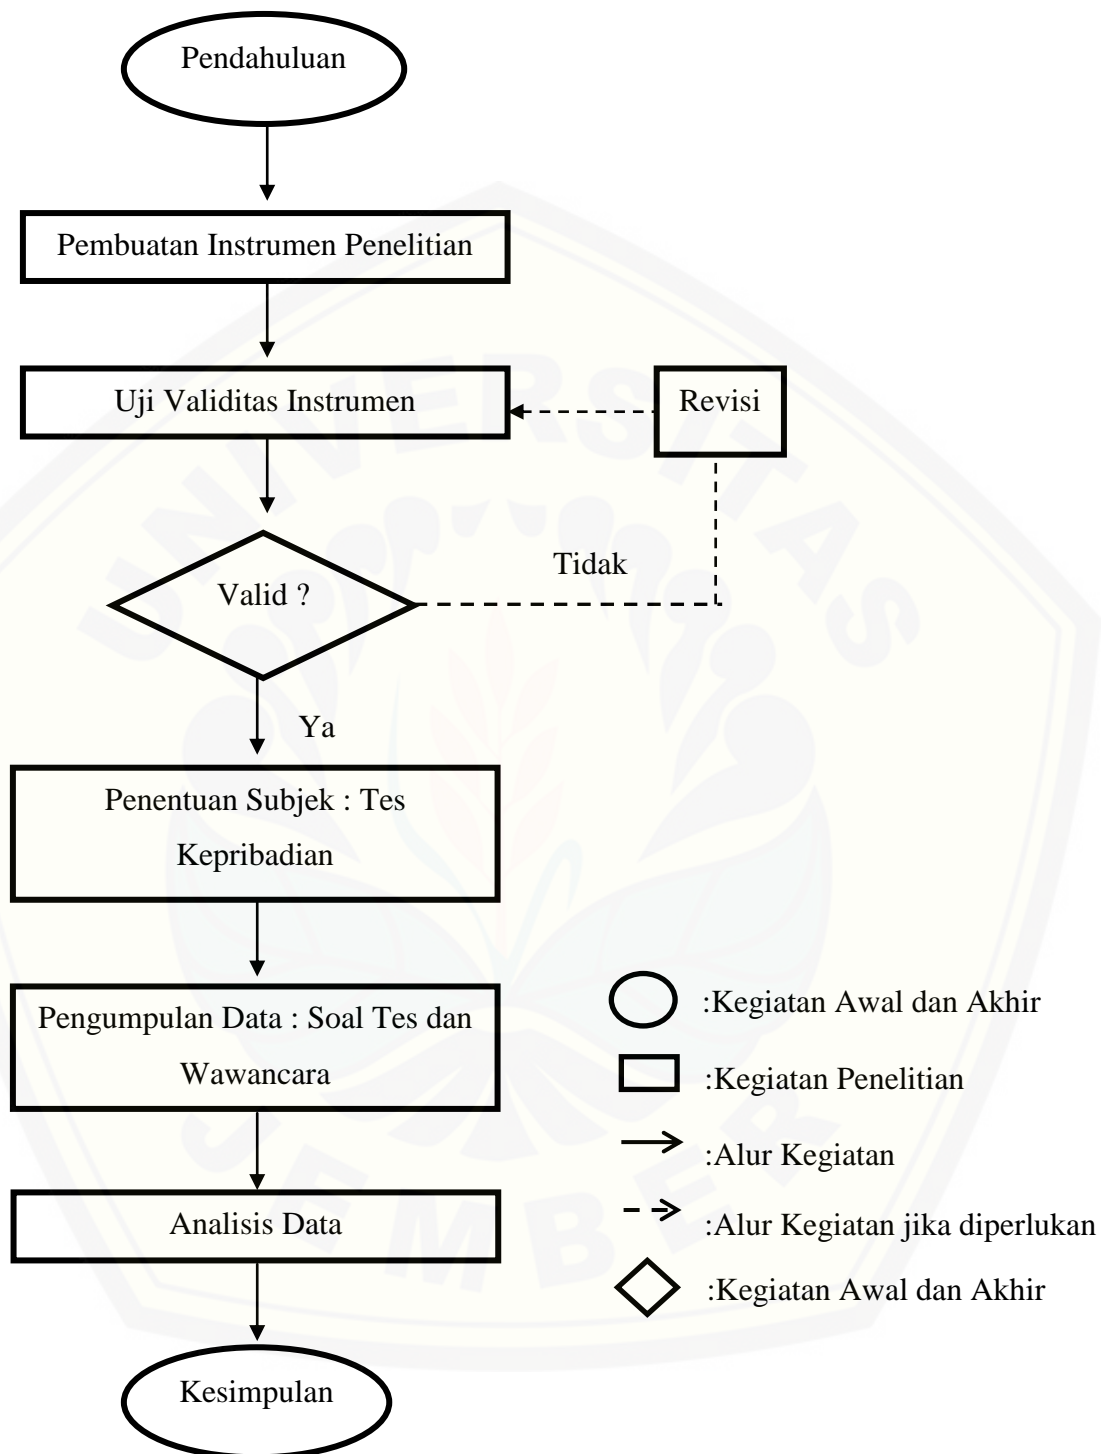 Pendahuluan
Pembuatan Instrumen Penelitian
Uji Validitas Instrumen
Revisi
Valid ?
Tidak
Ya
Penentuan Subjek : Tes
Kepribadian
Pengumpulan Data : Soal Tes dan
Wawancara
Analisis Data
Kesimpulan
:Kegiatan Awal dan Akhir
:Kegiatan Penelitian
:Alur Kegiatan
:Alur Kegiatan jika diperlukan
:Kegiatan Awal dan Akhir
UNIVERSITAS
JEMBER